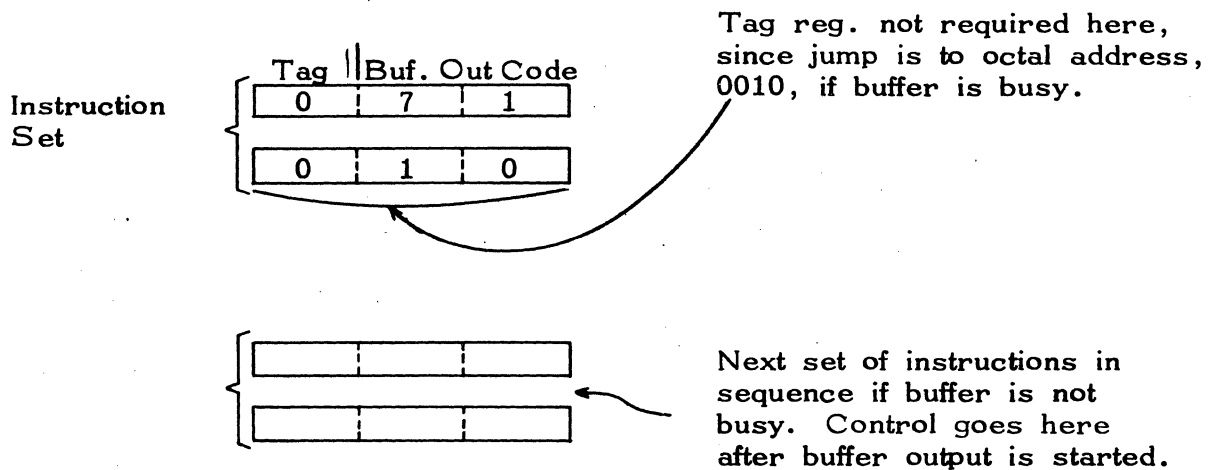 Tag reg. not required here,
since jump is to octal address,
0010, if buffer is busy.
Tag Buf. Out Code
Instruction
Set
0 7 1
0 1 0
Next set of instructions in
sequence if buffer is not
busy. Control goes here
after buffer output is started.